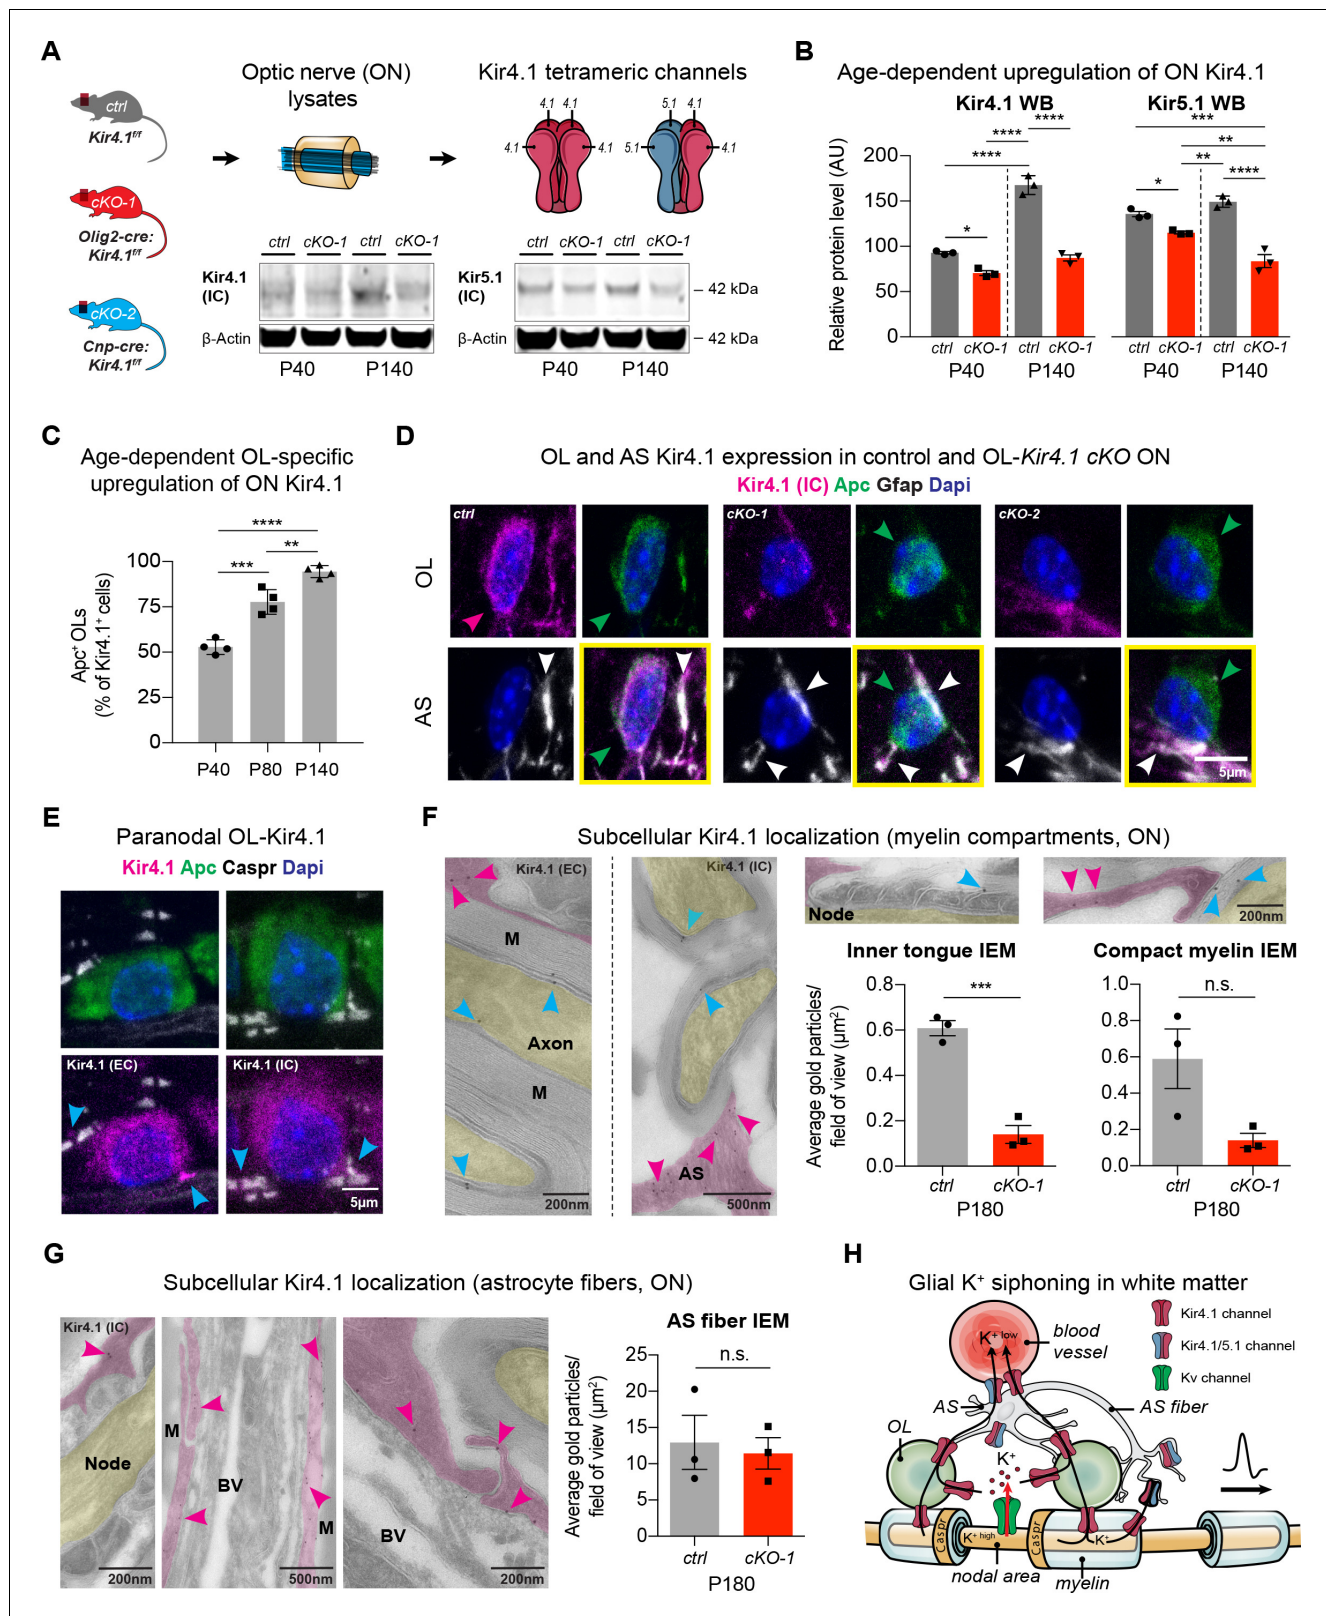 A
Optic nerve (ON)
lysates
Kir4.1 tetrameric channels
ctrl
Kir4.1f/f
cKO-1
Olig2-cre:
Kir4.1f/f
cKO-2
Cnp-cre:
Kir4.1f/f
4.1 4.1
4.1 4.1
5.1 4.1
5.1 4.1
ctrl cKO-1 ctrl cKO-1
Kir4.1
(IC)
β-Actin
P40 P140
ctrl cKO-1 ctrl cKO-1
Kir5.1
(IC)
– 42 kDa
β-Actin
– 42 kDa
P40 P140
B
Age-dependent upregulation of ON Kir4.1
Kir4.1 WB Kir5.1 WB
Relative protein level (AU)
200
150
100
50
0
**** **** **** *
*** ** ** * ****
ctrl cKO-1 ctrl cKO-1 ctrl cKO-1 ctrl cKO-1
P40 P140 P40 P140
C
Age-dependent OL-specific
upregulation of ON Kir4.1
Apc+ OLs
(% of Kir4.1+ cells)
100
75
50
25
0
****
**
***
P40 P80 P140
D
OL and AS Kir4.1 expression in control and OL-Kir4.1 cKO ON
Kir4.1 (IC) Apc Gfap Dapi
ctrl cKO-1 cKO-2
OL
AS
5µm
E
Paranodal OL-Kir4.1
Kir4.1 Apc Caspr Dapi
Kir4.1 (EC) Kir4.1 (IC)
5µm
F
Subcellular Kir4.1 localization (myelin compartments, ON)
Kir4.1 (EC)
M
Axon
M
200nm
Kir4.1 (IC)
AS
500nm
Node
200nm
Inner tongue IEM
Average gold particles/
field of view (µm2)
0.8
0.6
0.4
0.2
0.0
***
ctrl cKO-1
P180
Compact myelin IEM
1.0
0.8
0.6
0.4
0.2
0.0
n.s.
ctrl cKO-1
P180
G
Subcellular Kir4.1 localization (astrocyte fibers, ON)
Kir4.1 (IC)
Node
200nm
M
BV
M
500nm
BV
200nm
AS fiber IEM
Average gold particles/
field of view (µm2)
25
20
15
10
5
0
n.s.
ctrl cKO-1
P180
H
Glial K+ siphoning in white matter
K+ low
blood
vessel
Kir4.1 channel
Kir4.1/5.1 channel
Kv channel
AS
AS fiber
OL
K+
Caspr
K+ high
Caspr
K+
nodal area
myelin